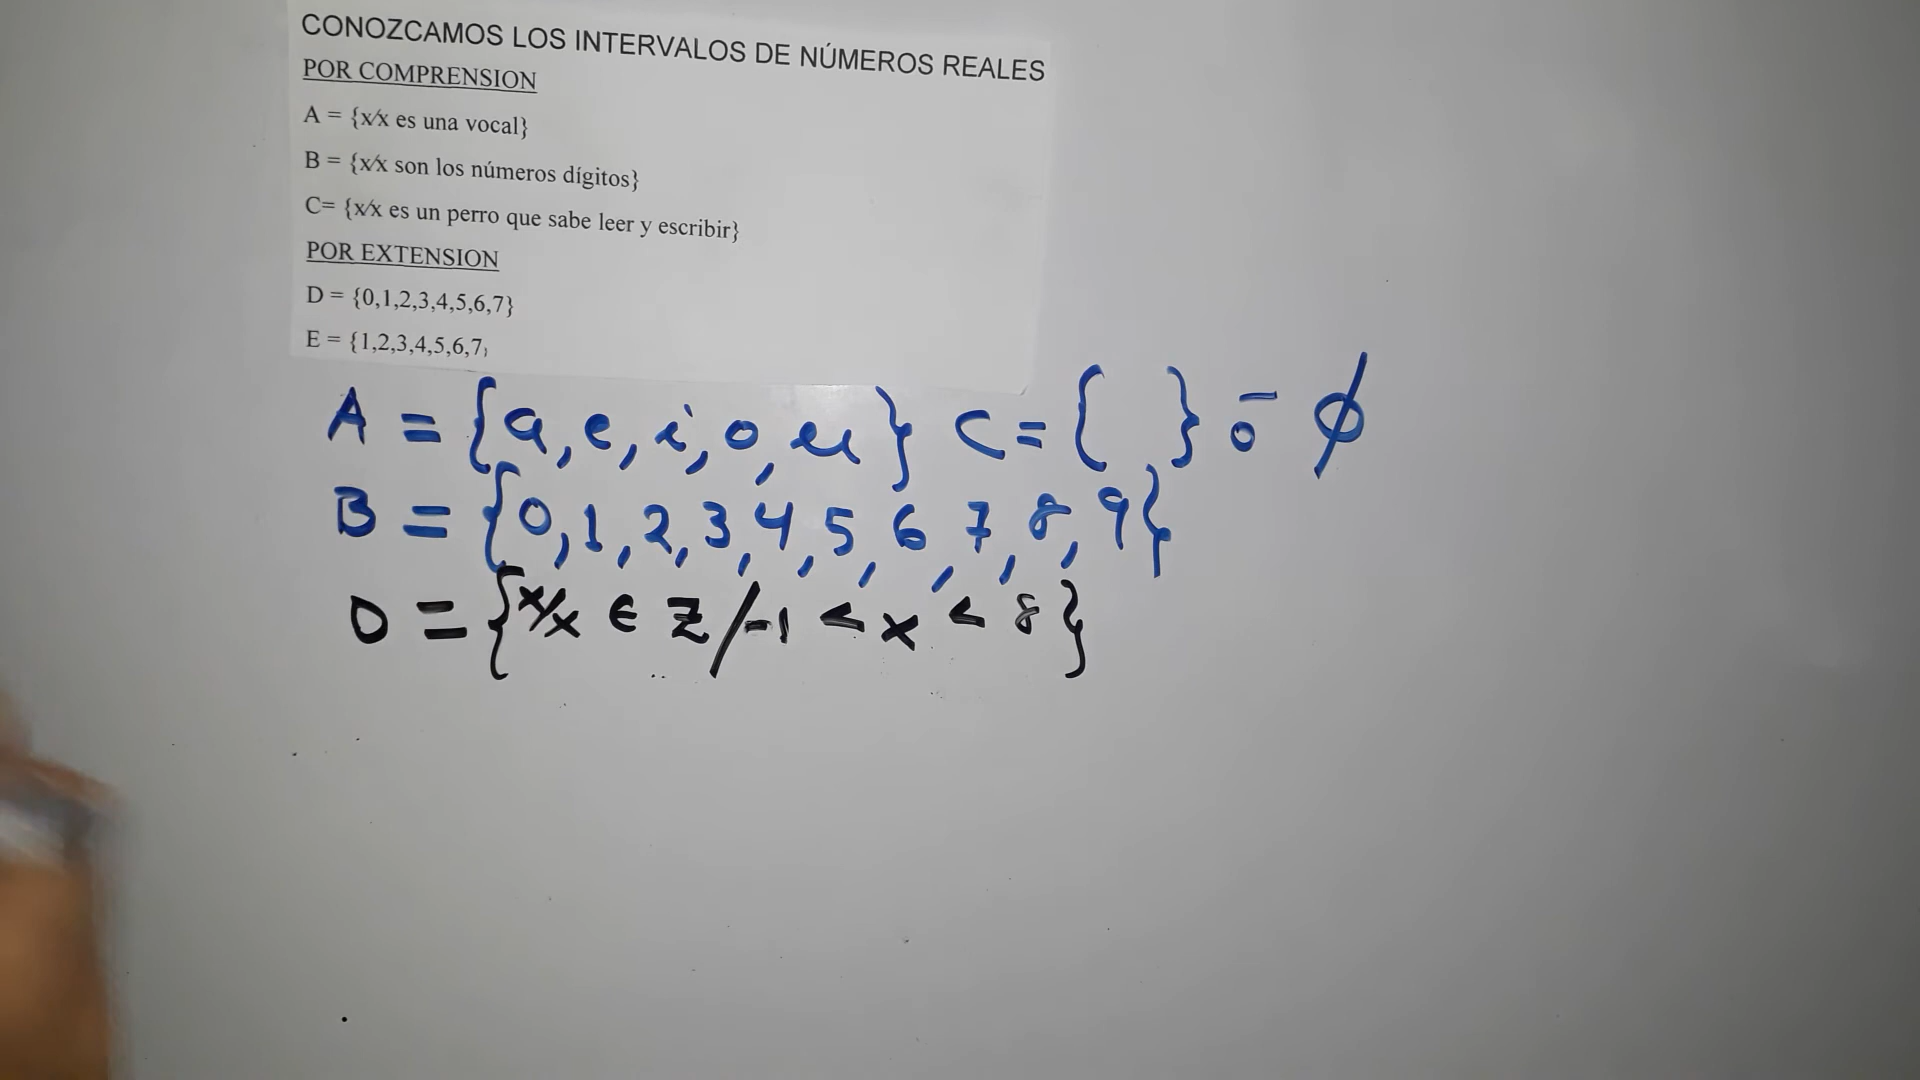 CONOZCAMOS LOS INTERVALOS DE NÚMEROS REALES
POR COMPRENSION
A = {x∕x es una vocal}
B = {x∕x son los números dígitos}
C= {x∕x es un perro que sabe leer y escribir}
POR EXTENSION
D = {0,1,2,3,4,5,6,7}
E = {1,2,3,4,5,6,7}
A = {a, e, i, o, u} C = { } ó ϕ
B = {0, 1, 2, 3, 4, 5, 6, 7, 8, 9}
D = {x/x ∈ Z / -1 < x < 8}